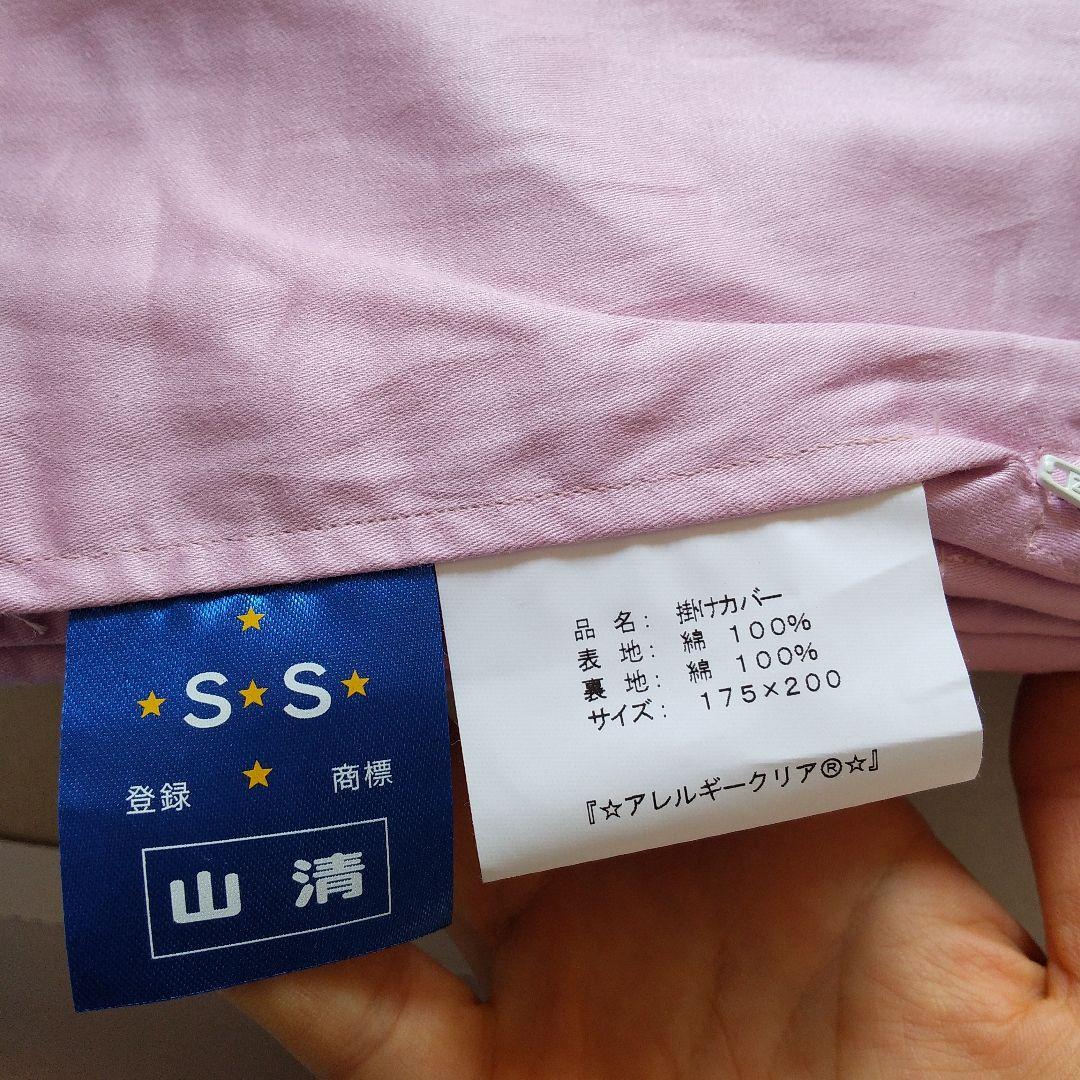 ★
★ S ★ S ★
登録 ★ 商標
山 清
品 名: 掛けカバー
表 地: 綿 100%
裏 地: 綿 100%
サイズ: 175×200
『☆アレルギークリア®☆』